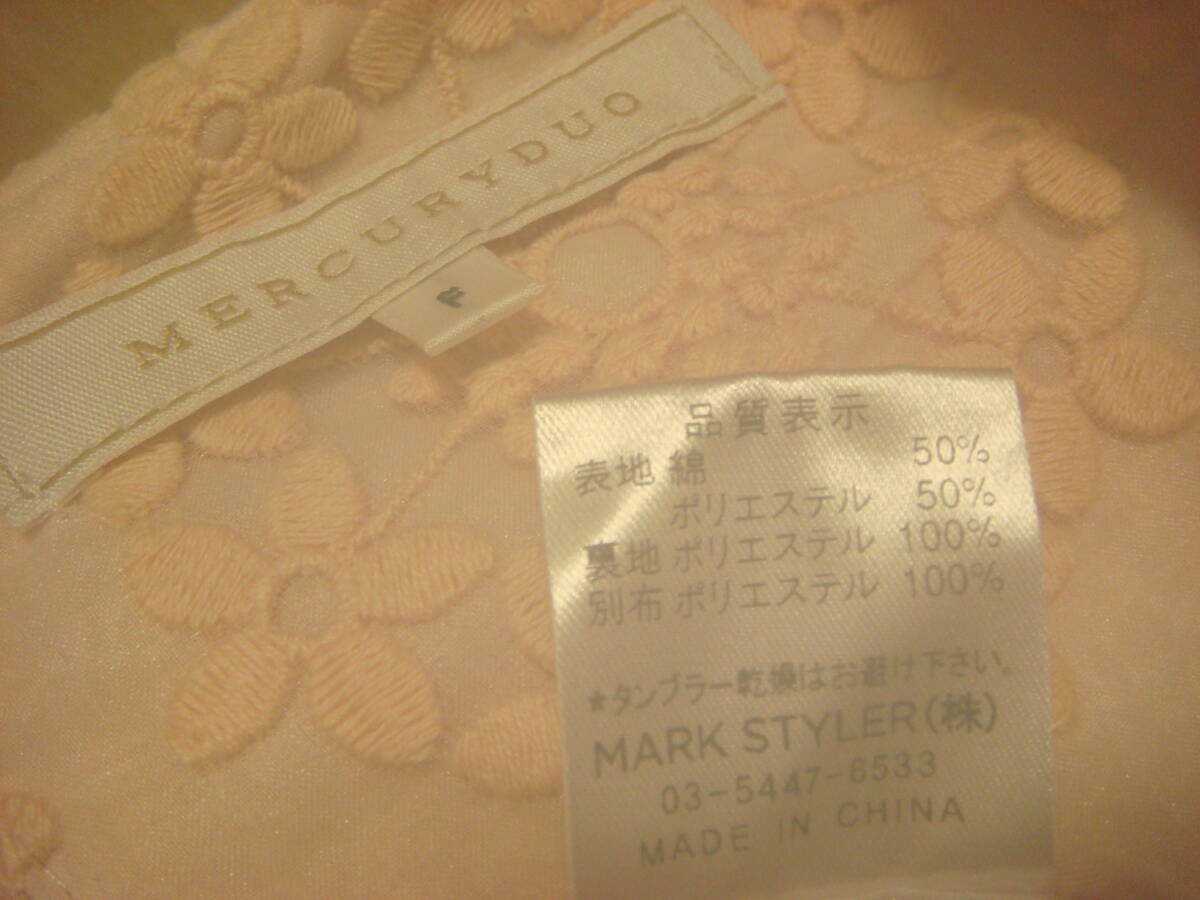 MERCURYDUO
F
品質表示
表地 綿 50%
ポリエステル 50%
裏地 ポリエステル 100%
別布 ポリエステル 100%
★タンブラー乾燥はお避け下さい。
MARK STYLER(株)
03-5447-6533
MADE IN CHINA